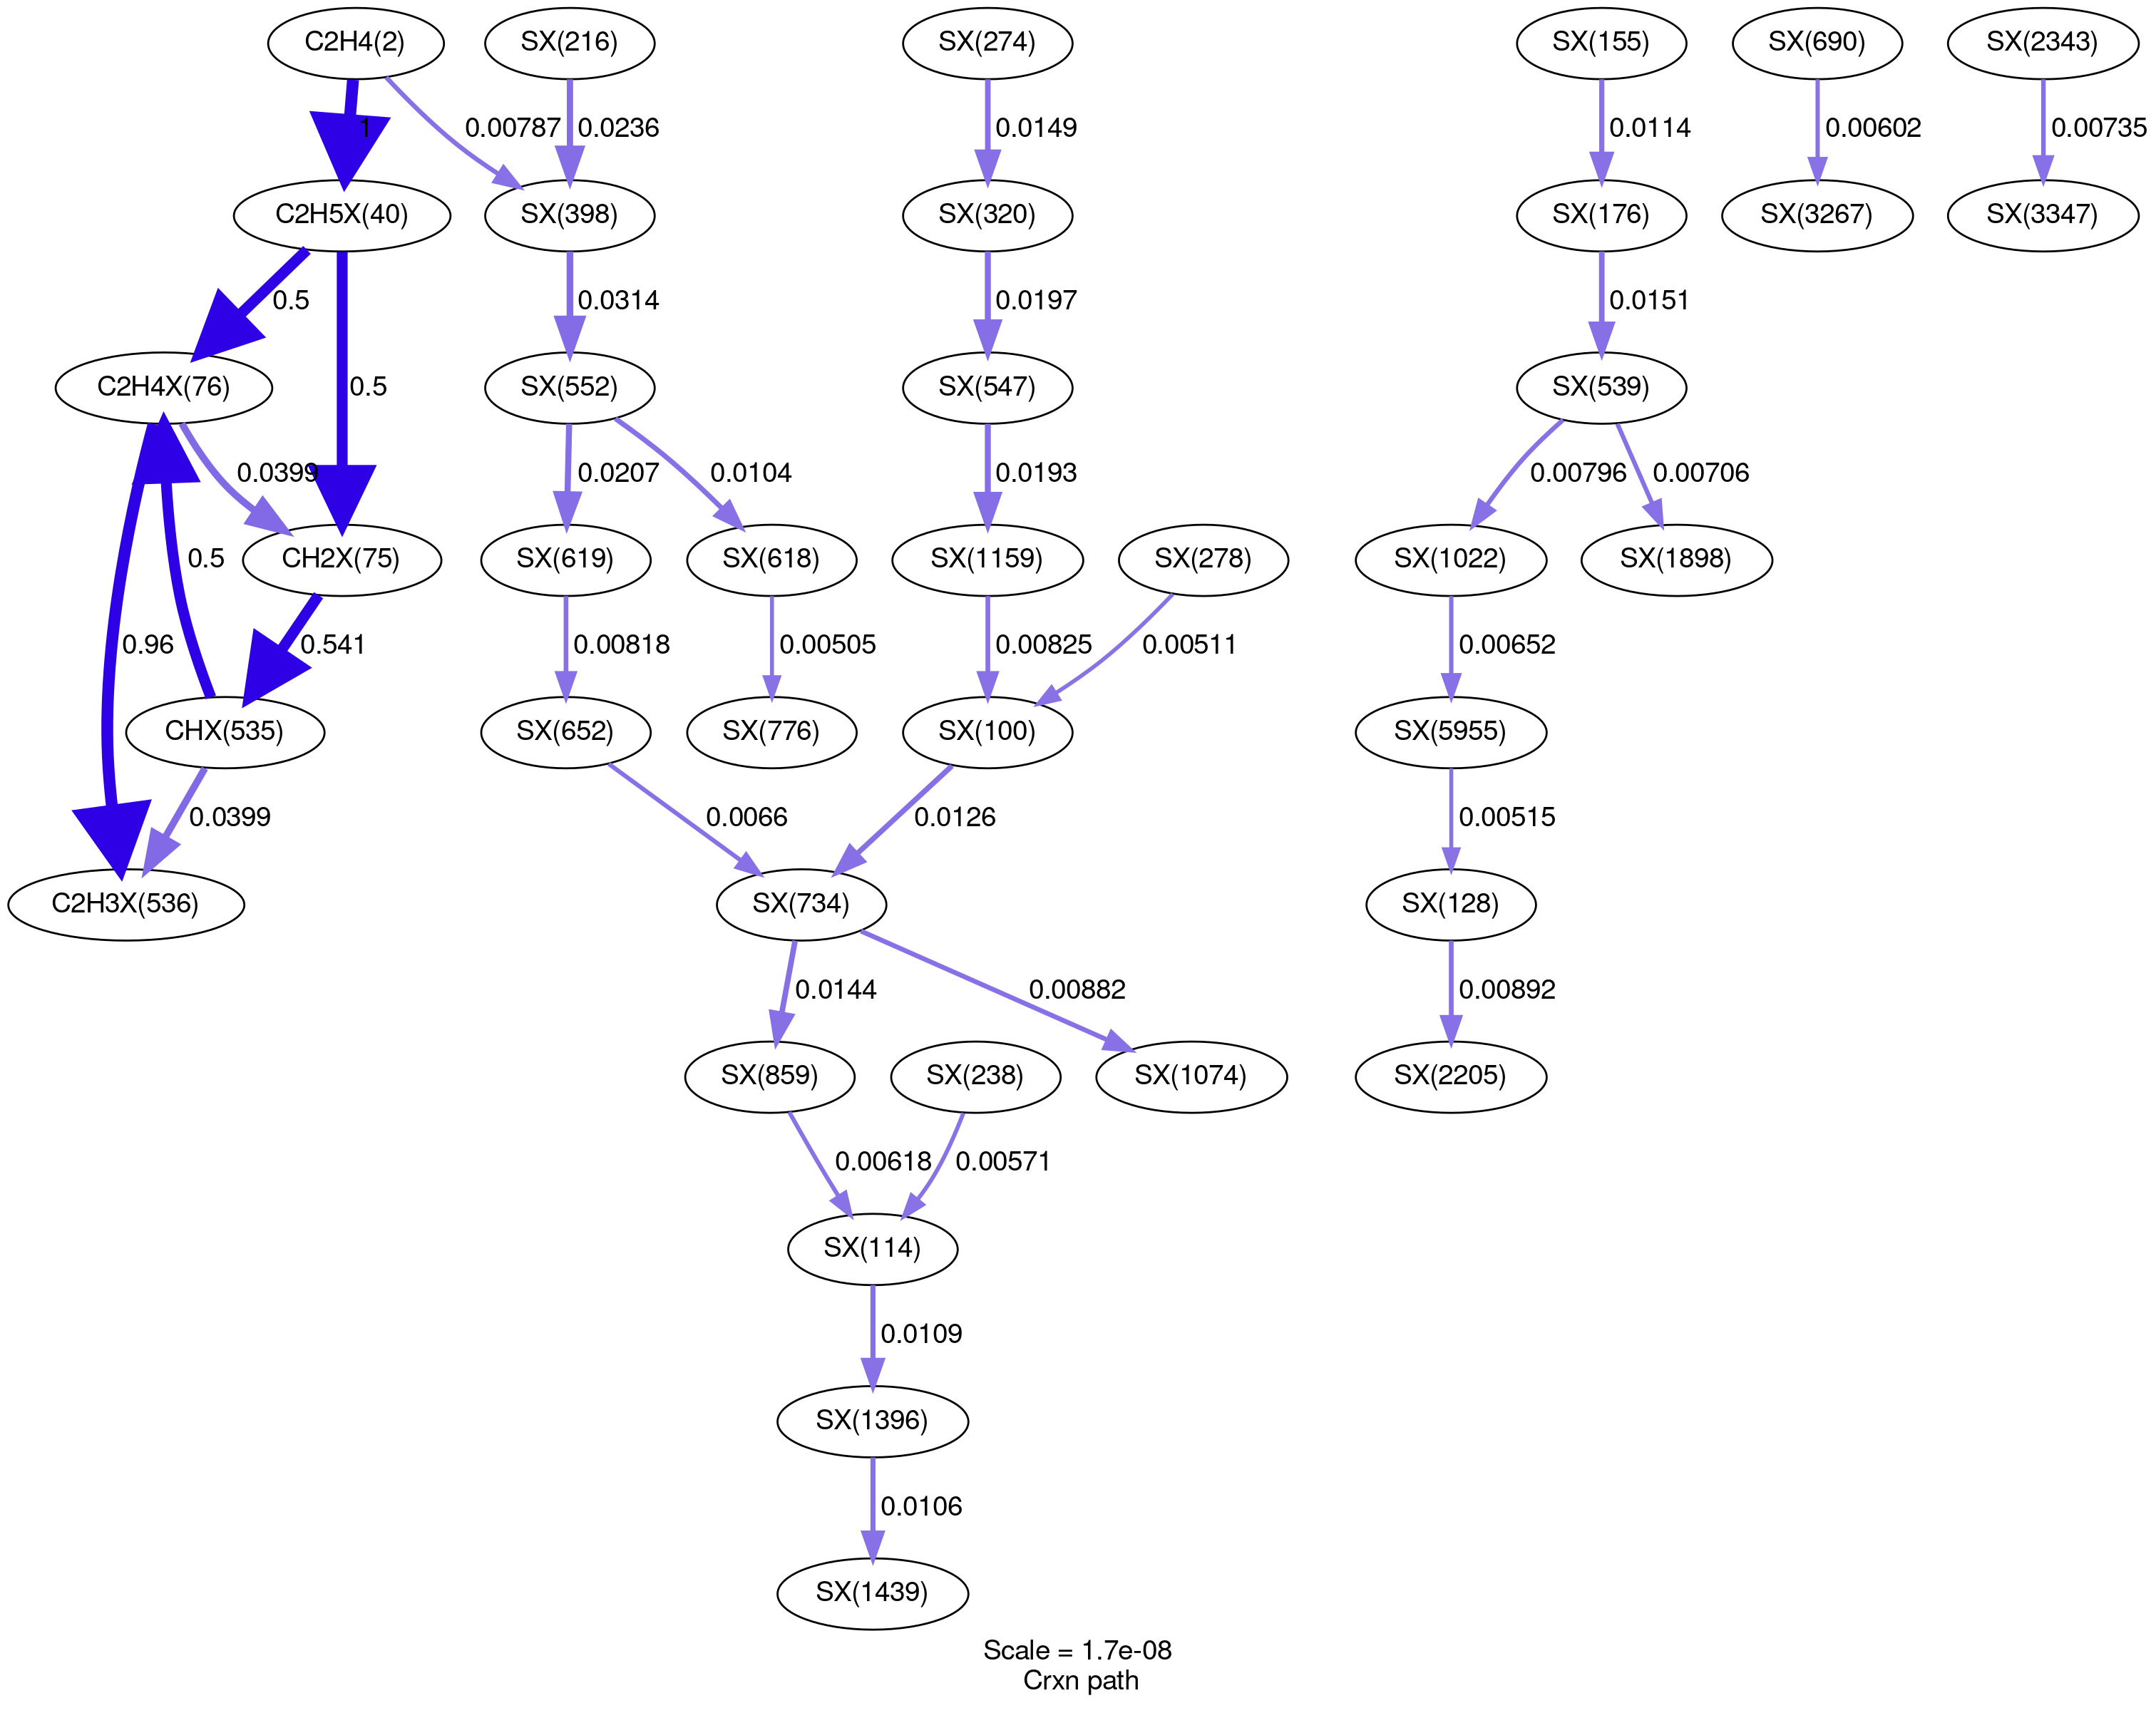 C2H4(2)
SX(216)
SX(274)
SX(155)
SX(690)
SX(2343)
1
0.00787
0.0236
0.0149
0.0114
0.00602
0.00735
C2H5X(40)
SX(398)
SX(320)
SX(176)
SX(3267)
SX(3347)
0.5
0.5
0.0314
0.0197
0.0151
C2H4X(76)
SX(552)
SX(547)
SX(539)
0.0399
0.0207
0.0104
0.0193
0.00796
0.00706
CH2X(75)
SX(619)
SX(618)
SX(1159)
SX(278)
SX(1022)
SX(1898)
0.96
0.5
0.541
0.00818
0.00505
0.00825
0.00511
0.00652
CHX(535)
SX(652)
SX(776)
SX(100)
SX(5955)
0.0399
0.0066
0.0126
0.00515
C2H3X(536)
SX(734)
SX(128)
0.0144
0.00882
0.00892
SX(859)
SX(238)
SX(1074)
SX(2205)
0.00618
0.00571
SX(114)
0.0109
SX(1396)
0.0106
SX(1439)
Scale = 1.7e-08
Crxn path